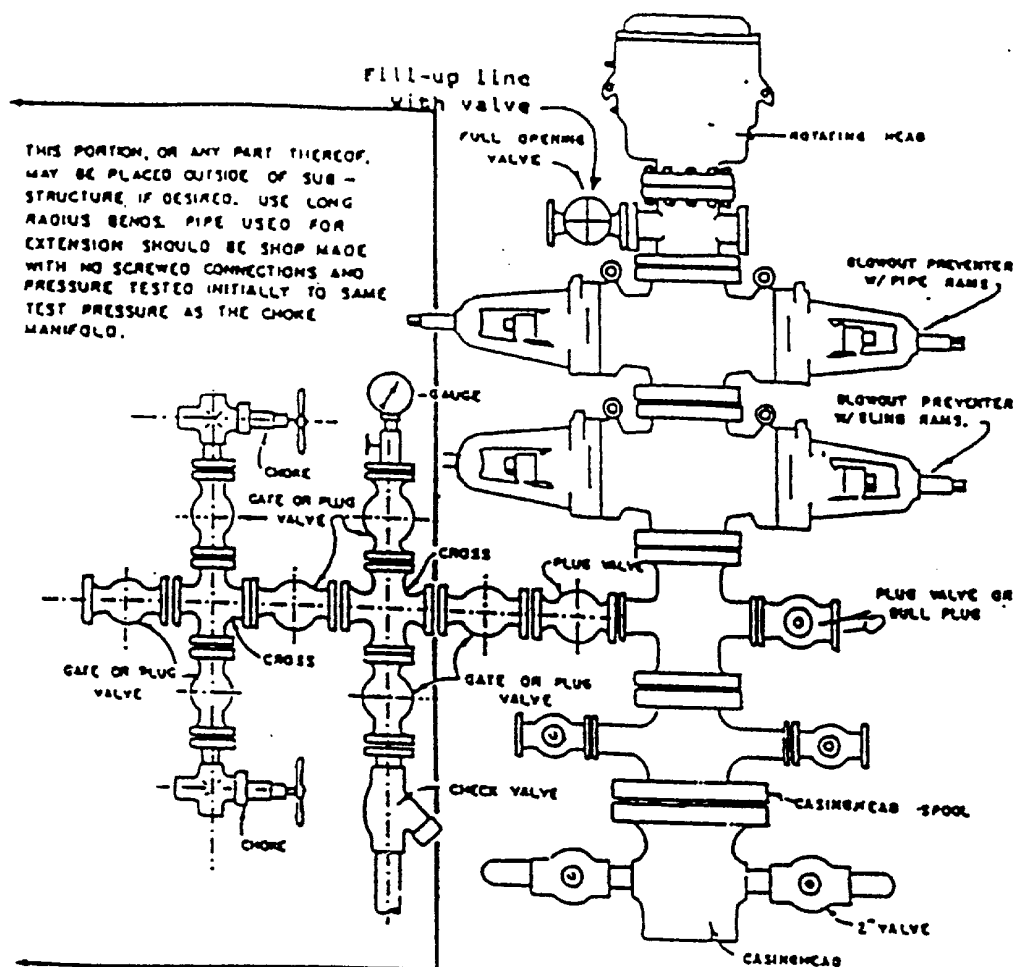 Fill-up line
with valve
FULL OPENING
VALVE
ROTATING HEAD
THIS PORTION, OR ANY PART THEREOF,
MAY BE PLACED OUTSIDE OF SUB-
STRUCTURE IF DESIRED. USE LONG
RADIUS BENDS. PIPE USED FOR
EXTENSION SHOULD BE SHOP MADE
WITH NO SCREWED CONNECTIONS AND
PRESSURE TESTED INITIALLY TO SAME
TEST PRESSURE AS THE CHOKE
MANIFOLD.
BLOWOUT PREVENTER
W/PIPE RAMS.
GAUGE
BLOWOUT PREVENTER
W/BLIND RAMS.
CHOKE
GATE OR PLUG
VALVE
CROSS
PLUG VALVE
PLUG VALVE OR
BULL PLUG
GATE OR PLUG
VALVE
CROSS
GATE OR PLUG
VALVE
CHECK VALVE
CASINGHEAD SPOOL
CHOKE
2" VALVE
CASINGHEAD